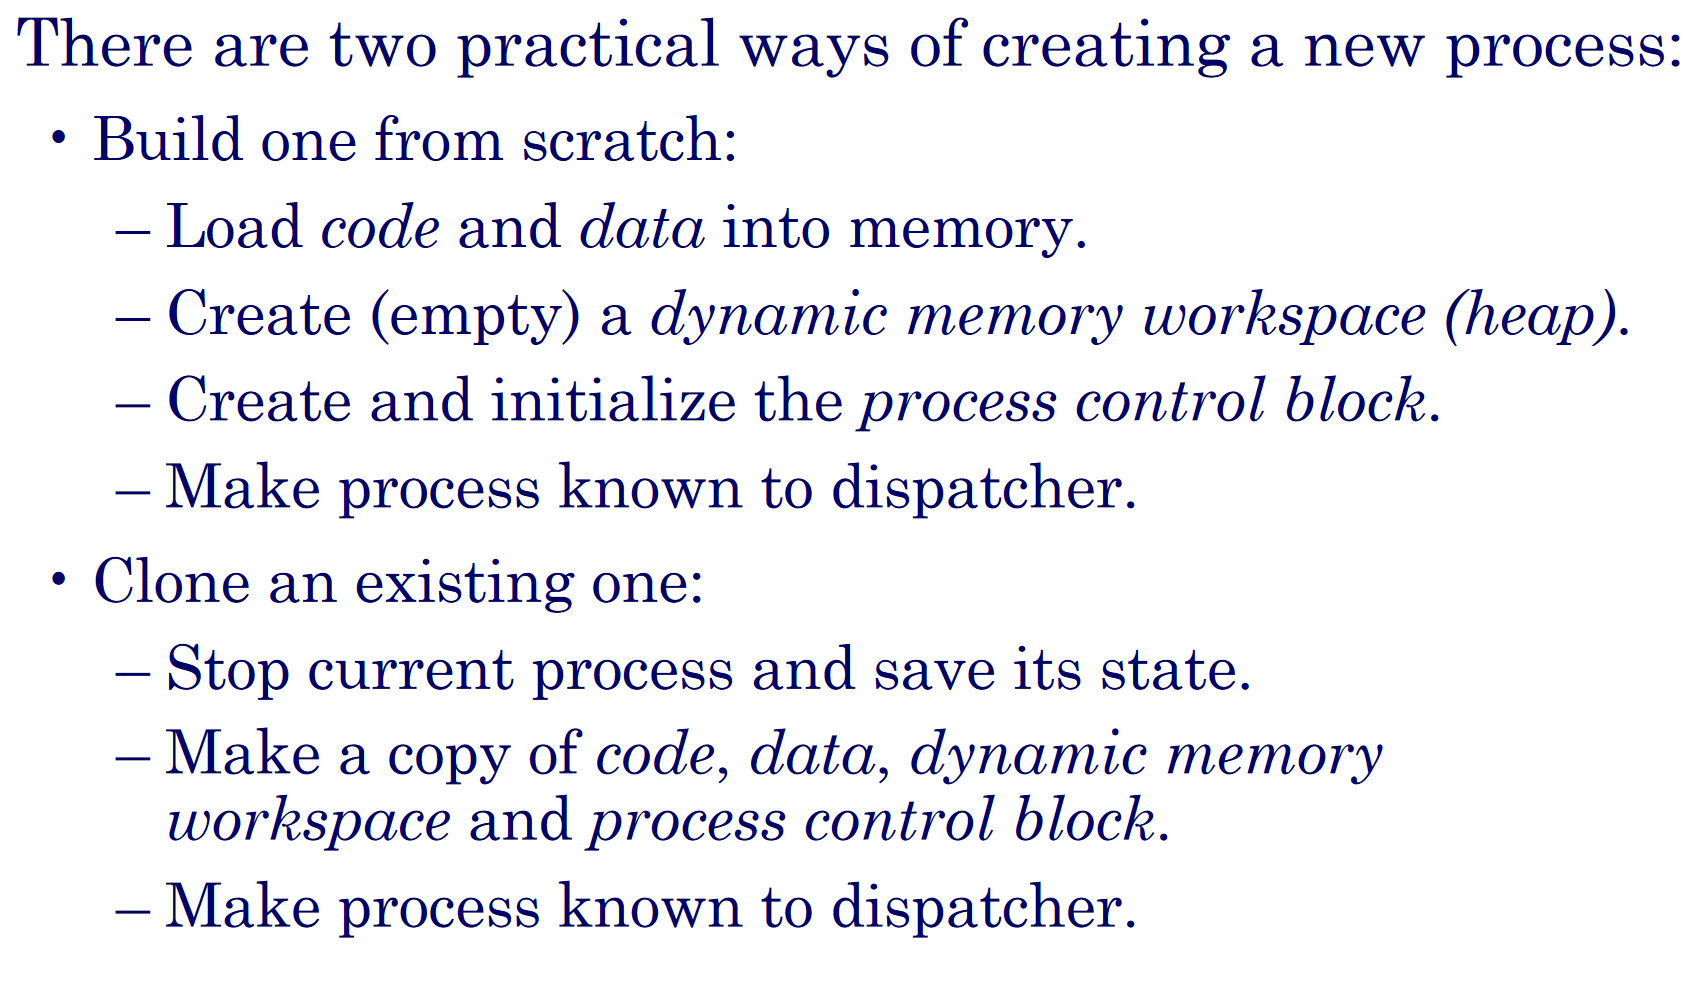 There are two practical ways of creating a new process:
• Build one from scratch:
– Load code and data into memory.
– Create (empty) a dynamic memory workspace (heap).
– Create and initialize the process control block.
– Make process known to dispatcher.
• Clone an existing one:
– Stop current process and save its state.
– Make a copy of code, data, dynamic memory
workspace and process control block.
– Make process known to dispatcher.